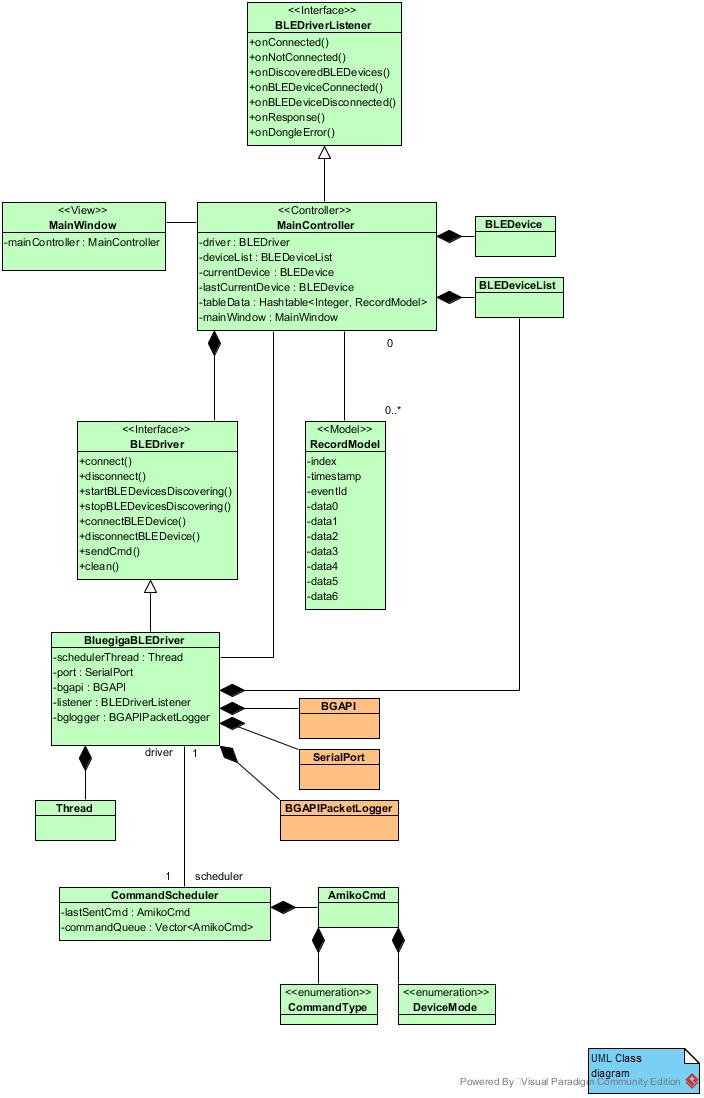 <<Interface>>
BLEDriverListener
+onConnected()
+onNotConnected()
+onDiscoveredBLEDevices()
+onBLEDeviceConnected()
+onBLEDeviceDisconnected()
+onResponse()
+onDongleError()
<<View>>
MainWindow
-mainController : MainController
<<Controller>>
MainController
-driver : BLEDriver
-deviceList : BLEDeviceList
-currentDevice : BLEDevice
-lastCurrentDevice : BLEDevice
-tableData : Hashtable<Integer, RecordModel>
-mainWindow : MainWindow
BLEDevice
BLEDeviceList
0
0..*
<<Interface>>
BLEDriver
+connect()
+disconnect()
+startBLEDevicesDiscovering()
+stopBLEDevicesDiscovering()
+connectBLEDevice()
+disconnectBLEDevice()
+sendCmd()
+clean()
<<Model>>
RecordModel
-index
-timestamp
-eventId
-data0
-data1
-data2
-data3
-data4
-data5
-data6
BluegigaBLEDriver
-schedulerThread : Thread
-port : SerialPort
-bgapi : BGAPI
-listener : BLEDriverListener
-bglogger : BGAPIPacketLogger
BGAPI
SerialPort
BGAPIPacketLogger
driver 1
Thread
1 scheduler
CommandScheduler
-lastSentCmd : AmikoCmd
-commandQueue : Vector<AmikoCmd>
AmikoCmd
<<enumeration>>
CommandType
<<enumeration>>
DeviceMode
UML Class
diagram
Powered By Visual Paradigm Community Edition